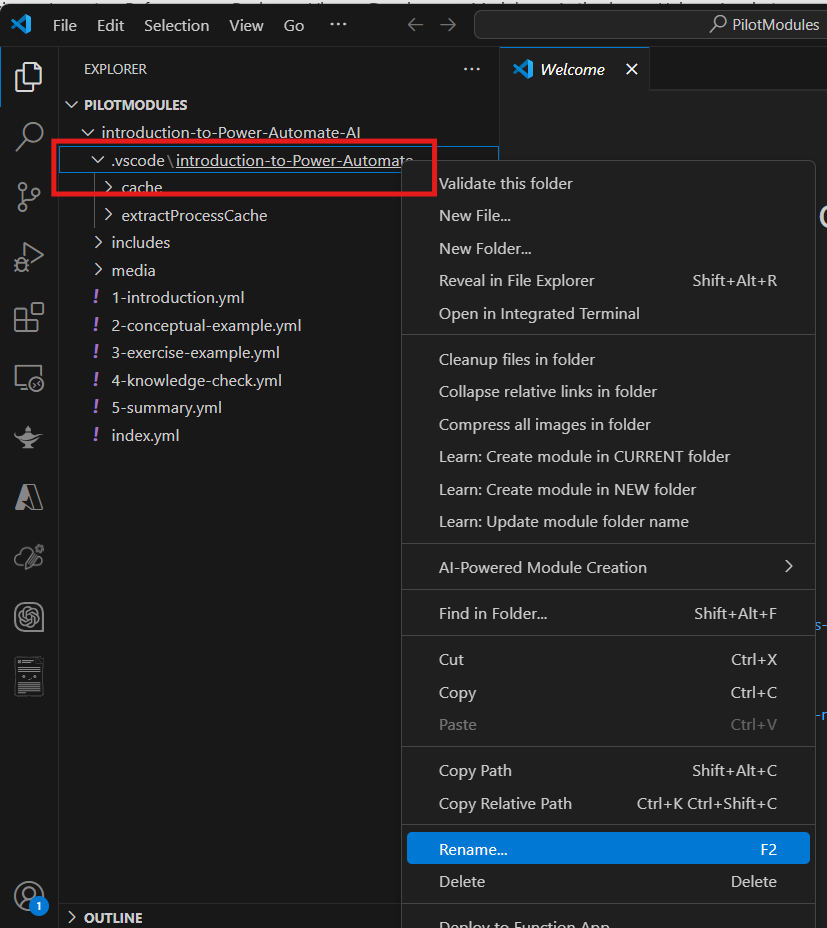 File Edit Selection View Go ··· PilotModules
EXPLORER ···
Welcome
PILOTMODULES
introduction-to-Power-Automate-AI
.vscode\introduction-to-Power-Automate
cache
extractProcessCache
includes
media
! 1-introduction.yml
! 2-conceptual-example.yml
! 3-exercise-example.yml
! 4-knowledge-check.yml
! 5-summary.yml
! index.yml
OUTLINE
1
Validate this folder
New File...
New Folder...
Reveal in File Explorer Shift+Alt+R
Open in Integrated Terminal
Cleanup files in folder
Collapse relative links in folder
Compress all images in folder
Learn: Create module in CURRENT folder
Learn: Create module in NEW folder
Learn: Update module folder name
AI-Powered Module Creation
Find in Folder... Shift+Alt+F
Cut Ctrl+X
Copy Ctrl+C
Paste Ctrl+V
Copy Path Shift+Alt+C
Copy Relative Path Ctrl+K Ctrl+Shift+C
Rename... F2
Delete Delete
Deploy to Function App